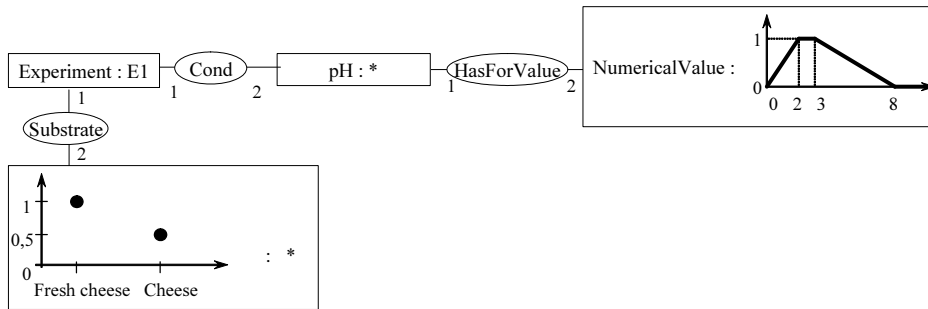 Experiment : E1
1
Cond
2
pH : *
1
HasForValue
2
NumericalValue :
1
0
0 2 3 8
1
Substrate
2
1
0,5
0
: *
Fresh cheese Cheese